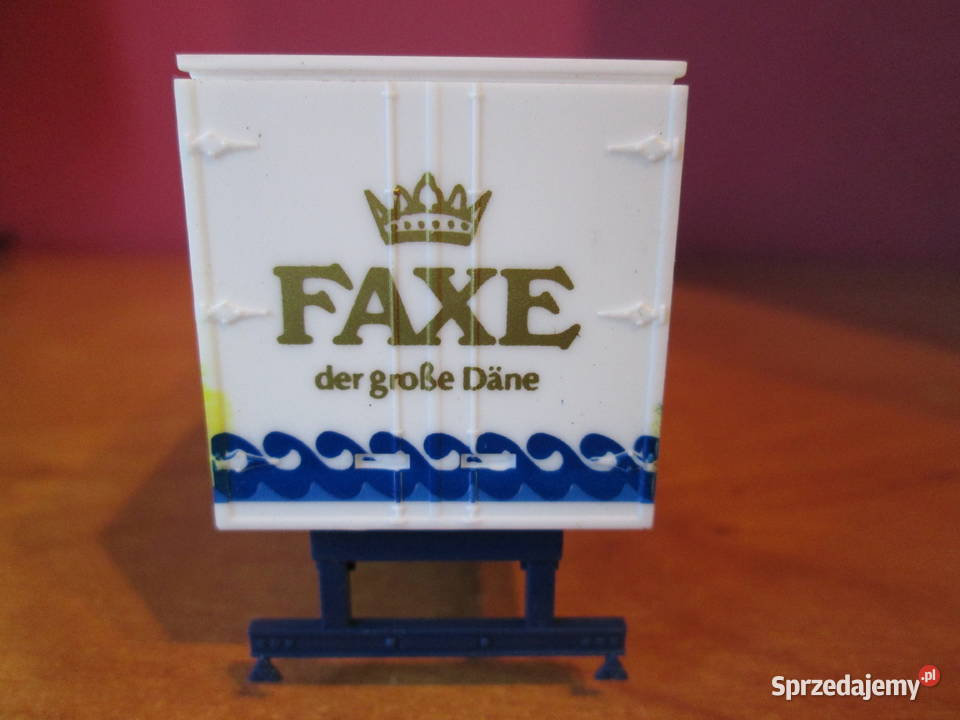 FAXE
der große Däne
Sprzedajemy.pl